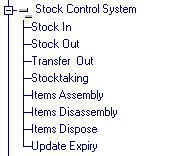 Stock Control System
Stock In
Stock Out
Transfer Out
Stocktaking
Items Assembly
Items Disassembly
Items Dispose
Update Expiry